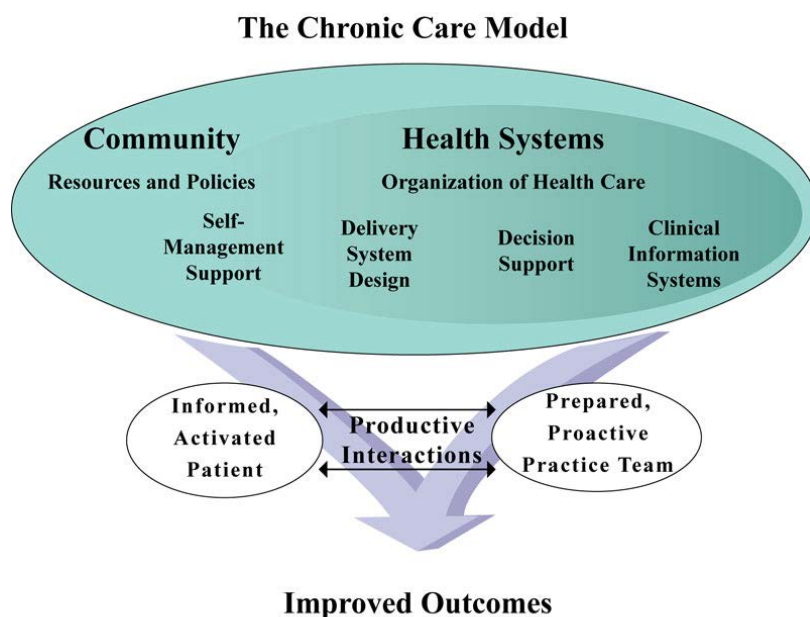 The Chronic Care Model
Community
Health Systems
Resources and Policies
Organization of Health Care
Self-
Management
Support
Delivery
System
Design
Decision
Support
Clinical
Information
Systems
Informed,
Activated
Patient
Productive
Interactions
Prepared,
Proactive
Practice Team
Improved Outcomes